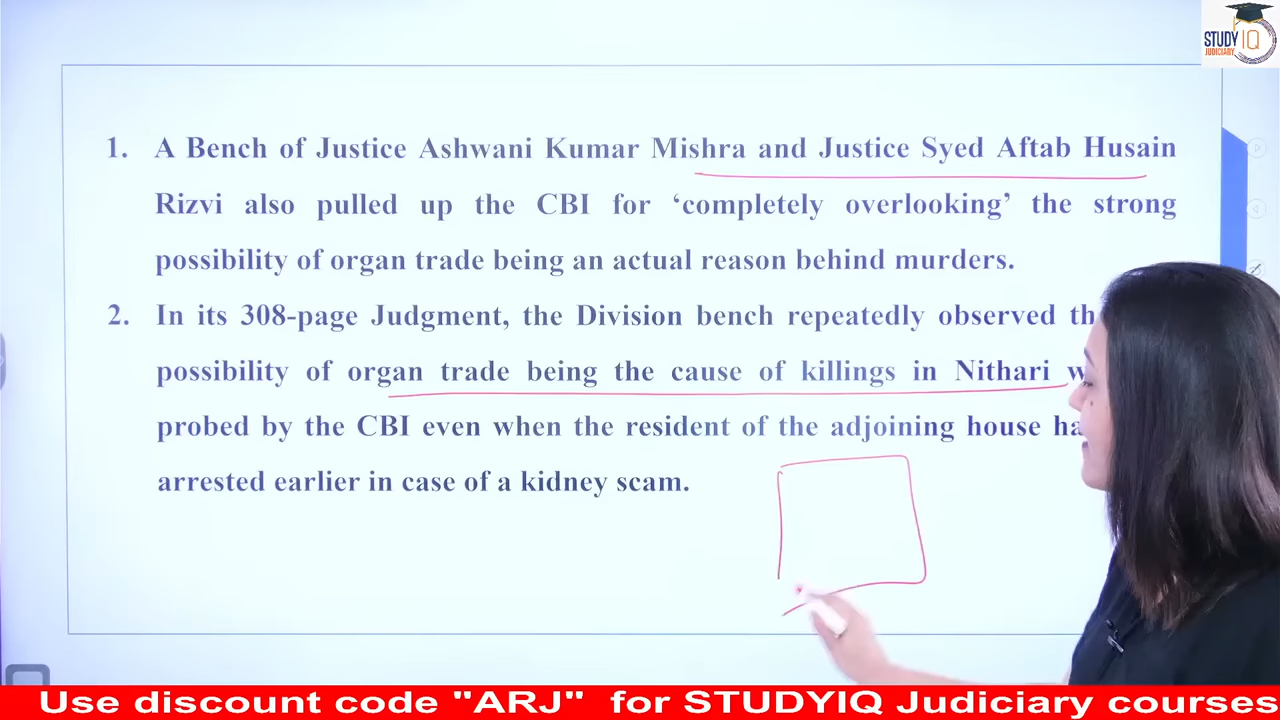 STUDY IQ
JUDICIARY
1. A Bench of Justice Ashwani Kumar Mishra and Justice Syed Aftab Husain
Rizvi also pulled up the CBI for ‘completely overlooking’ the strong
possibility of organ trade being an actual reason behind murders.
2. In its 308-page Judgment, the Division bench repeatedly observed
possibility of organ trade being the cause of killings in Nithari
probed by the CBI even when the resident of the adjoining house
arrested earlier in case of a kidney scam.
Use discount code "ARJ" for STUDYIQ Judiciary courses